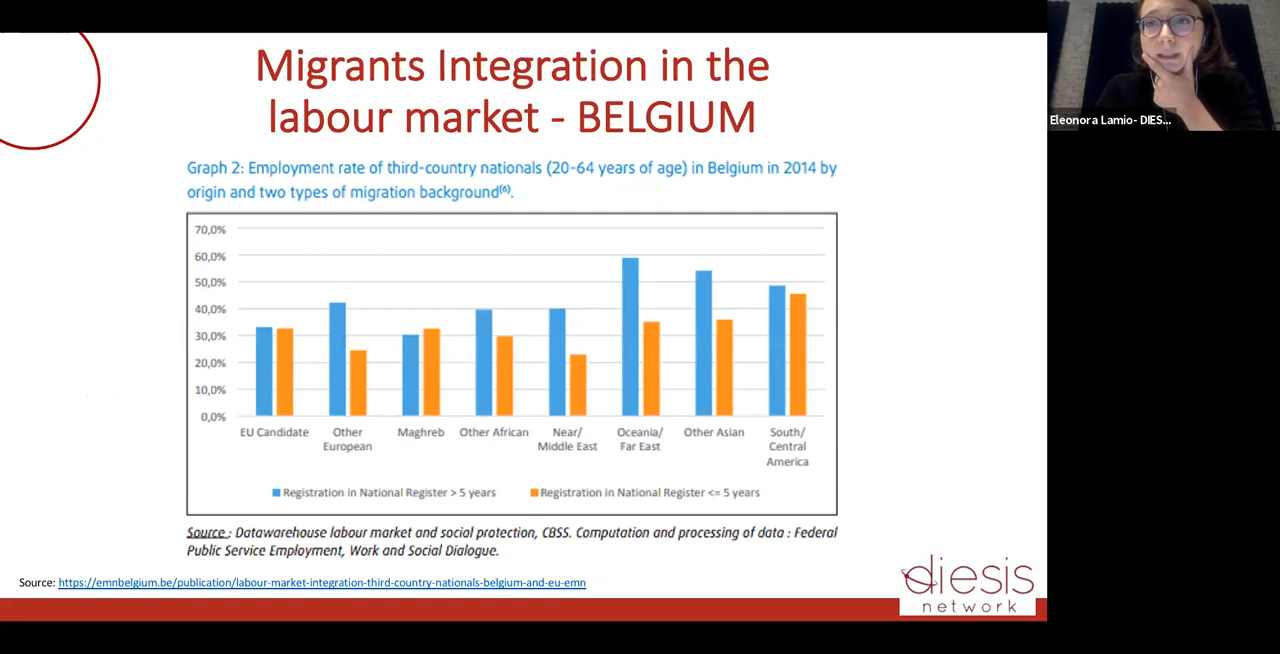 Migrants Integration in the
labour market - BELGIUM
Eleonora Lamio- DIES...
Graph 2: Employment rate of third-country nationals (20-64 years of age) in Belgium in 2014 by
origin and two types of migration background(6).
70,0%
60,0%
50,0%
40,0%
30,0%
20,0%
10,0%
0,0%
EU Candidate
Other
European
Maghreb
Other African
Near/
Middle East
Oceania/
Far East
Other Asian
South/
Central
America
Registration in National Register > 5 years
Registration in National Register <= 5 years
Source : Datawarehouse labour market and social protection, CBSS. Computation and processing of data : Federal
Public Service Employment, Work and Social Dialogue.
Source: https://emnbelgium.be/publication/labour-market-integration-third-country-nationals-belgium-and-eu-emn
diesis
network